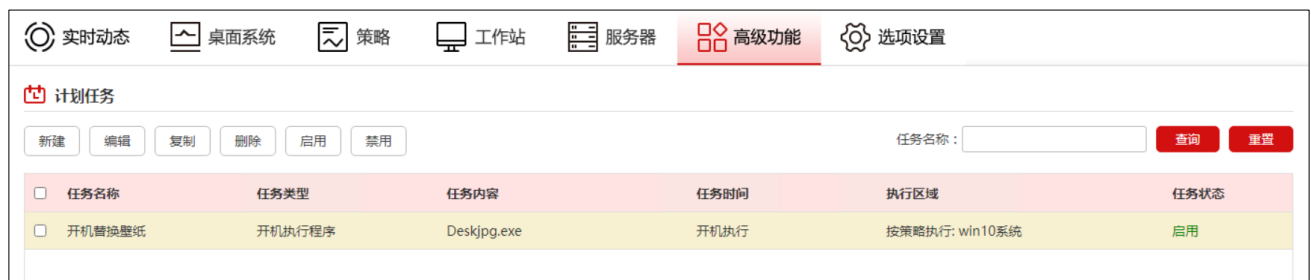 实时动态 桌面系统 策略 工作站 服务器 高级功能 选项设置
计划任务
新建 编辑 复制 删除 启用 禁用 任务名称： 查询 重置
任务名称 任务类型 任务内容 任务时间 执行区域 任务状态
开机替换壁纸 开机执行程序 Deskjpg.exe 开机执行 按策略执行: win10系统 启用